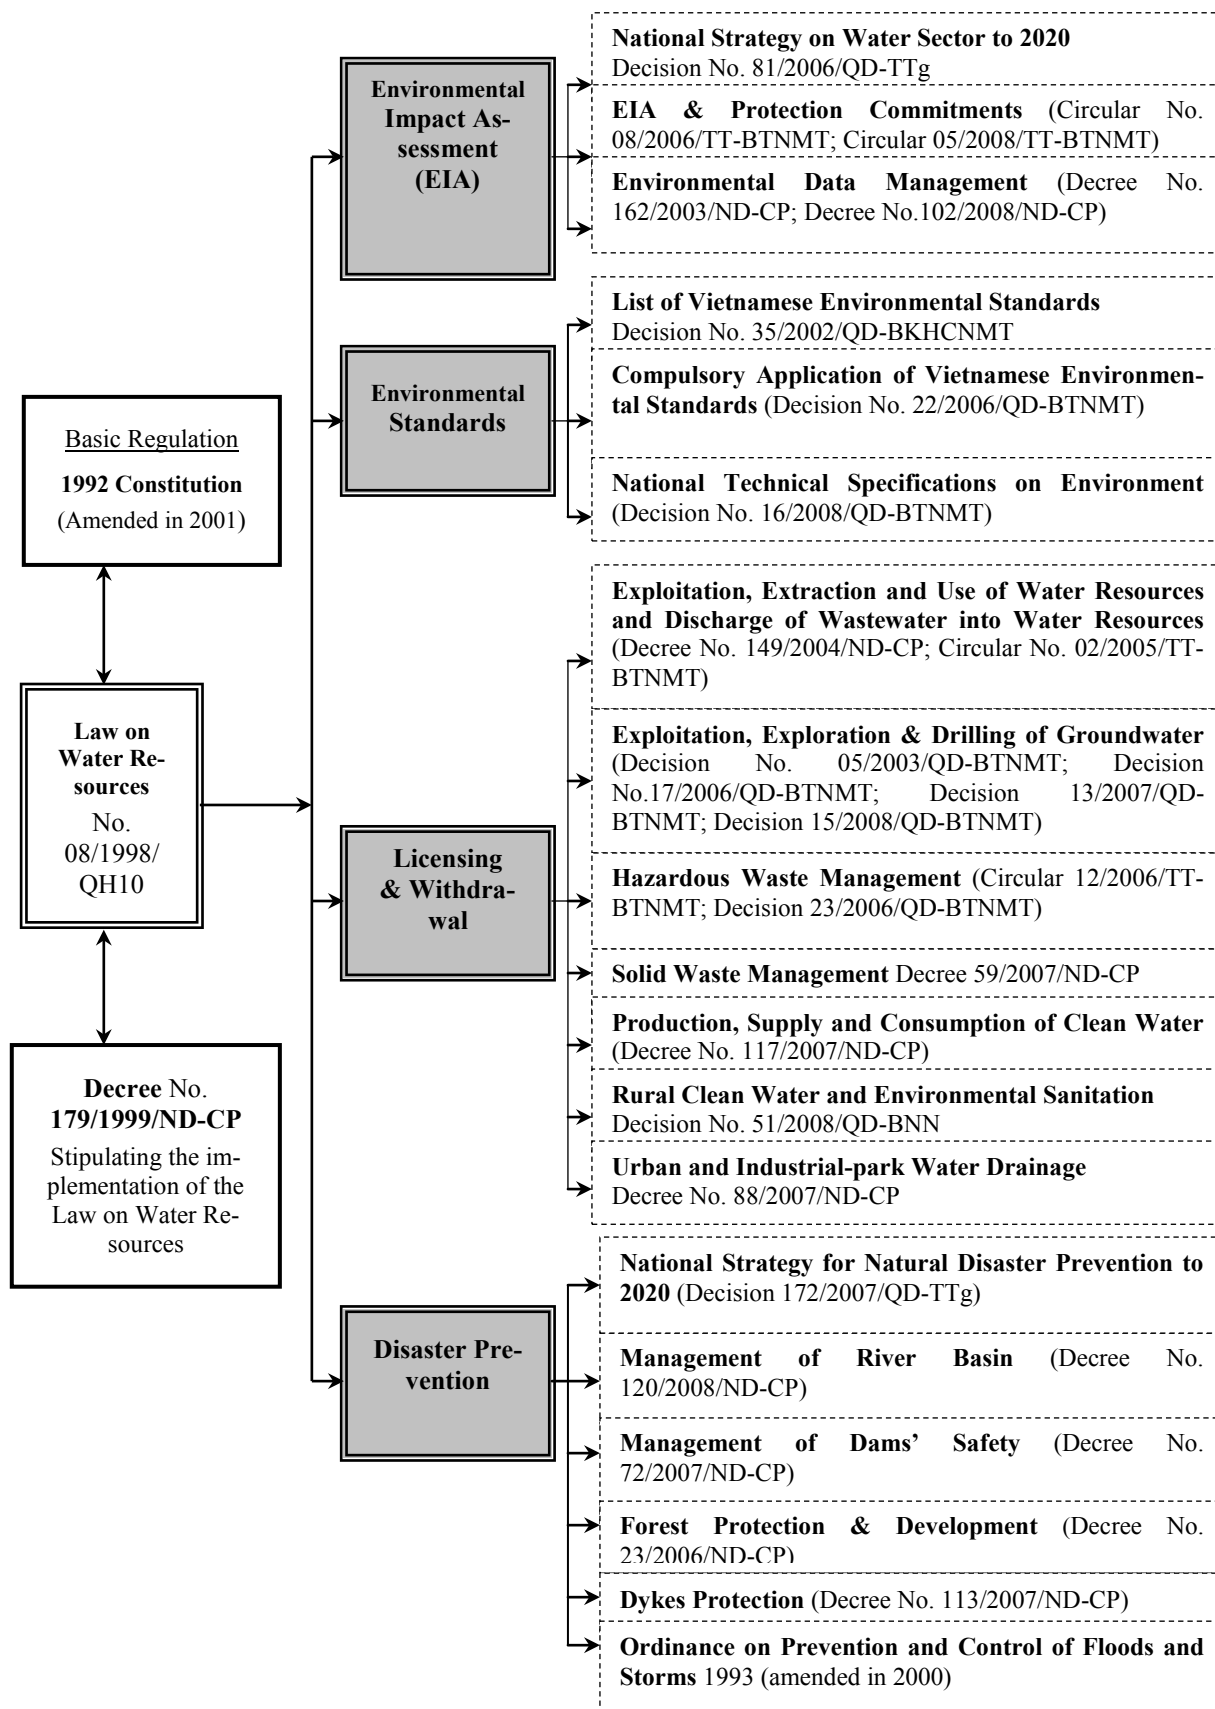 Basic Regulation
1992 Constitution
(Amended in 2001)
Law on
Water Re-
sources
No.
08/1998/
QH10
Decree No.
179/1999/ND-CP
Stipulating the im-
plementation of the
Law on Water Re-
sources
Environmental
Impact As-
sessment
(EIA)
National Strategy on Water Sector to 2020
Decision No. 81/2006/QD-TTg
EIA & Protection Commitments (Circular No.
08/2006/TT-BTNMT; Circular 05/2008/TT-BTNMT)
Environmental Data Management (Decree No.
162/2003/ND-CP; Decree No.102/2008/ND-CP)
Environmental
Standards
List of Vietnamese Environmental Standards
Decision No. 35/2002/QD-BKHCNMT
Compulsory Application of Vietnamese Environmen-
tal Standards (Decision No. 22/2006/QD-BTNMT)
National Technical Specifications on Environment
(Decision No. 16/2008/QD-BTNMT)
Licensing
& Withdra-
wal
Exploitation, Extraction and Use of Water Resources
and Discharge of Wastewater into Water Resources
(Decree No. 149/2004/ND-CP; Circular No. 02/2005/TT-
BTNMT)
Exploitation, Exploration & Drilling of Groundwater
(Decision No. 05/2003/QD-BTNMT; Decision
No.17/2006/QD-BTNMT; Decision 13/2007/QD-
BTNMT; Decision 15/2008/QD-BTNMT)
Hazardous Waste Management (Circular 12/2006/TT-
BTNMT; Decision 23/2006/QD-BTNMT)
Solid Waste Management Decree 59/2007/ND-CP
Production, Supply and Consumption of Clean Water
(Decree No. 117/2007/ND-CP)
Rural Clean Water and Environmental Sanitation
Decision No. 51/2008/QD-BNN
Urban and Industrial-park Water Drainage
Decree No. 88/2007/ND-CP
Disaster Pre-
vention
National Strategy for Natural Disaster Prevention to
2020 (Decision 172/2007/QD-TTg)
Management of River Basin (Decree No.
120/2008/ND-CP)
Management of Dams’ Safety (Decree No.
72/2007/ND-CP)
Forest Protection & Development (Decree No.
23/2006/ND-CP)
Dykes Protection (Decree No. 113/2007/ND-CP)
Ordinance on Prevention and Control of Floods and
Storms 1993 (amended in 2000)